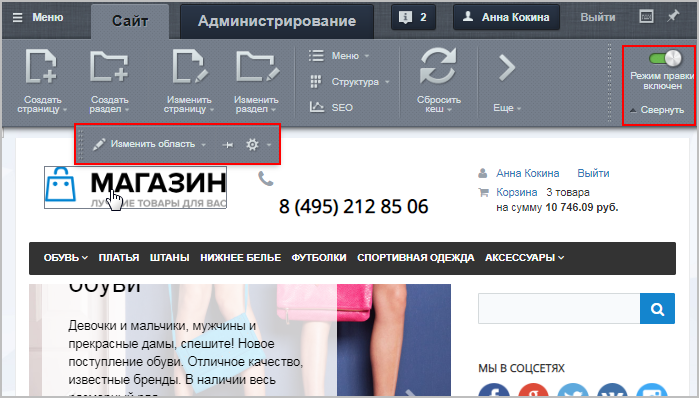 Меню
Сайт
Администрирование
2
Анна Кокина
Выйти
Создать страницу
Создать раздел
Изменить страницу
Изменить раздел
Меню
Структура
SEO
Сбросить кеш
Еще
Режим правки включен
Свернуть
Изменить область
МАГАЗИН
ЛУЧШИЕ ТОВАРЫ ДЛЯ ВАС
8 (495) 212 85 06
Анна Кокина Выйти
Корзина 3 товара
на сумму 10 746.09 руб.
ОБУВЬ ПЛАТЬЯ ШТАНЫ НИЖНЕЕ БЕЛЬЕ ФУТБОЛКИ СПОРТИВНАЯ ОДЕЖДА АКСЕССУАРЫ
обуви
Девочки и мальчики, мужчины и
прекрасные дамы, спешите! Новое
поступление обуви. Отличное качество,
известные бренды. В наличии весь
размерный ряд
МЫ В СОЦСЕТЯХ